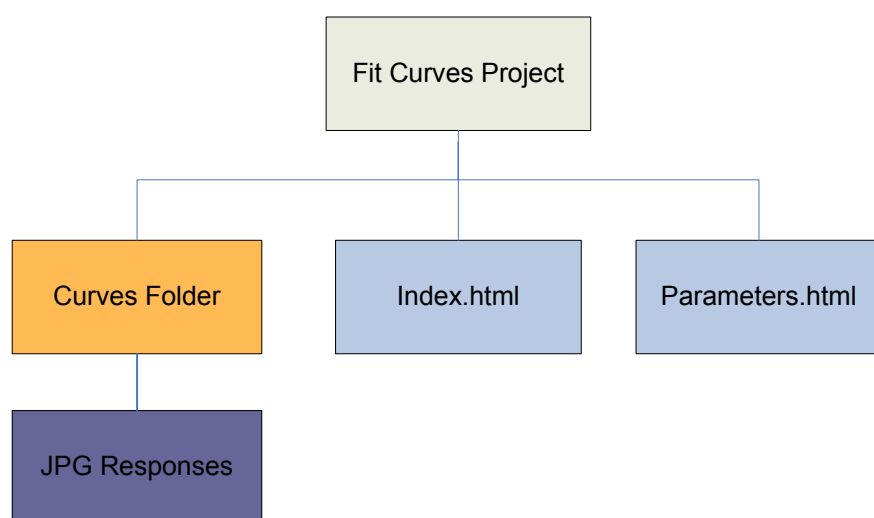 Fit Curves Project
Curves Folder
Index.html
Parameters.html
JPG Responses